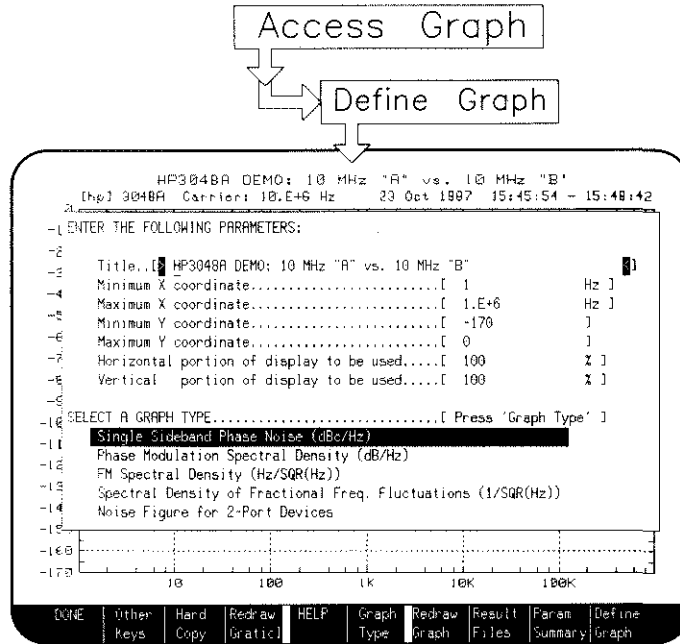 Access Graph
Define Graph
HP3048A DEMO: 10 MHz "A" vs. 10 MHz "B"
[hp] 3048A Carrier: 10.E+6 Hz 23 Oct 1987 15:45:54 - 15:48:42
ENTER THE FOLLOWING PARAMETERS:
Title..[> HP3048A DEMO: 10 MHz "A" vs. 10 MHz "B" <]
Minimum X coordinate.........................[ 1 Hz ]
Maximum X coordinate.........................[ 1.E+6 Hz ]
Minimum Y coordinate.........................[ -170 ]
Maximum Y coordinate.........................[ 0 ]
Horizontal portion of display to be used.....[ 100 % ]
Vertical portion of display to be used.....[ 100 % ]
SELECT A GRAPH TYPE..........................[ Press 'Graph Type' ]
Single Sideband Phase Noise (dBc/Hz)
Phase Modulation Spectral Density (dB/Hz)
FM Spectral Density (Hz/SQR(Hz))
Spectral Density of Fractional Freq. Fluctuations (1/SQR(Hz))
Noise Figure for 2-Port Devices
-160
-170
10 100 1K 10K 100K
DONE Other Hard Redraw HELP Graph Redraw Result Param Define
Keys Copy Graticl Type Graph Files Summary Graph